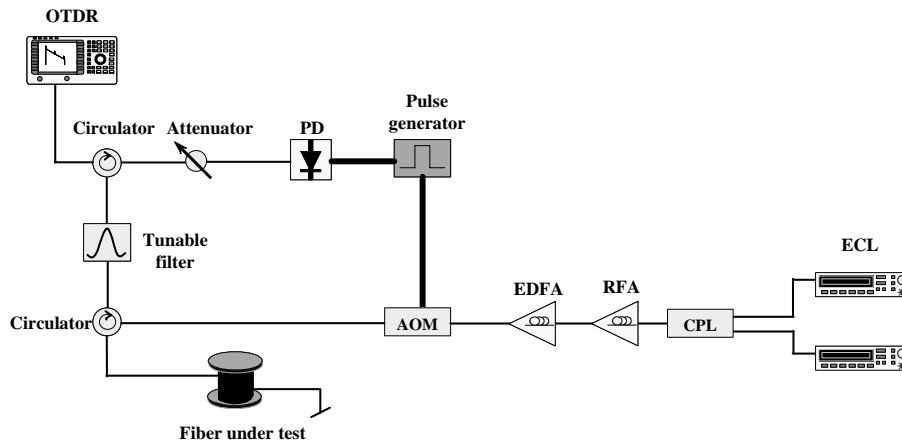 OTDR
Circulator
Attenuator
PD
Pulse
generator
Tunable
filter
ECL
EDFA
RFA
Circulator
AOM
CPL
Fiber under test